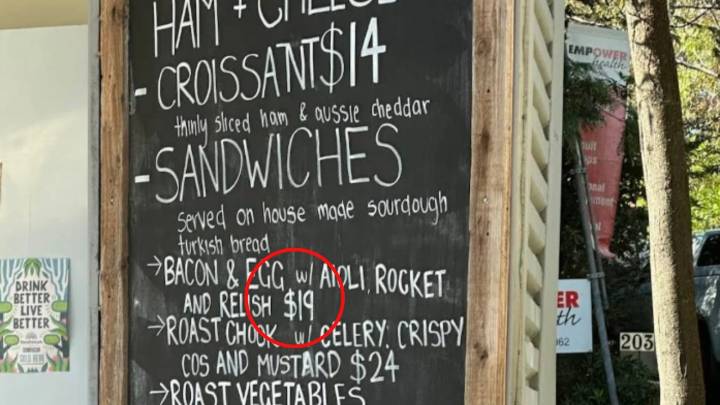 HAM + CHEESE
- CROISSANT $14
thinly sliced ham & aussie cheddar
- SANDWICHES
served on house made sourdough
turkish bread
→ BACON & EGG w/ AIOLI, ROCKET
AND RELISH $19
→ ROAST CHOOK w/ CELERY, CRISPY
COS AND MUSTARD $24
→ ROAST VEGETABLES
DRINK
BETTER
LIVE
BETTER
EMPOWER
health
ER
th
203